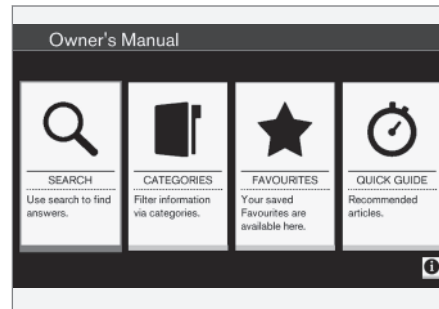 Owner's Manual
SEARCH
Use search to find
answers.
CATEGORIES
Filter information
via categories.
FAVOURITES
Your saved
Favourites are
available here.
QUICK GUIDE
Recommended
articles.
i